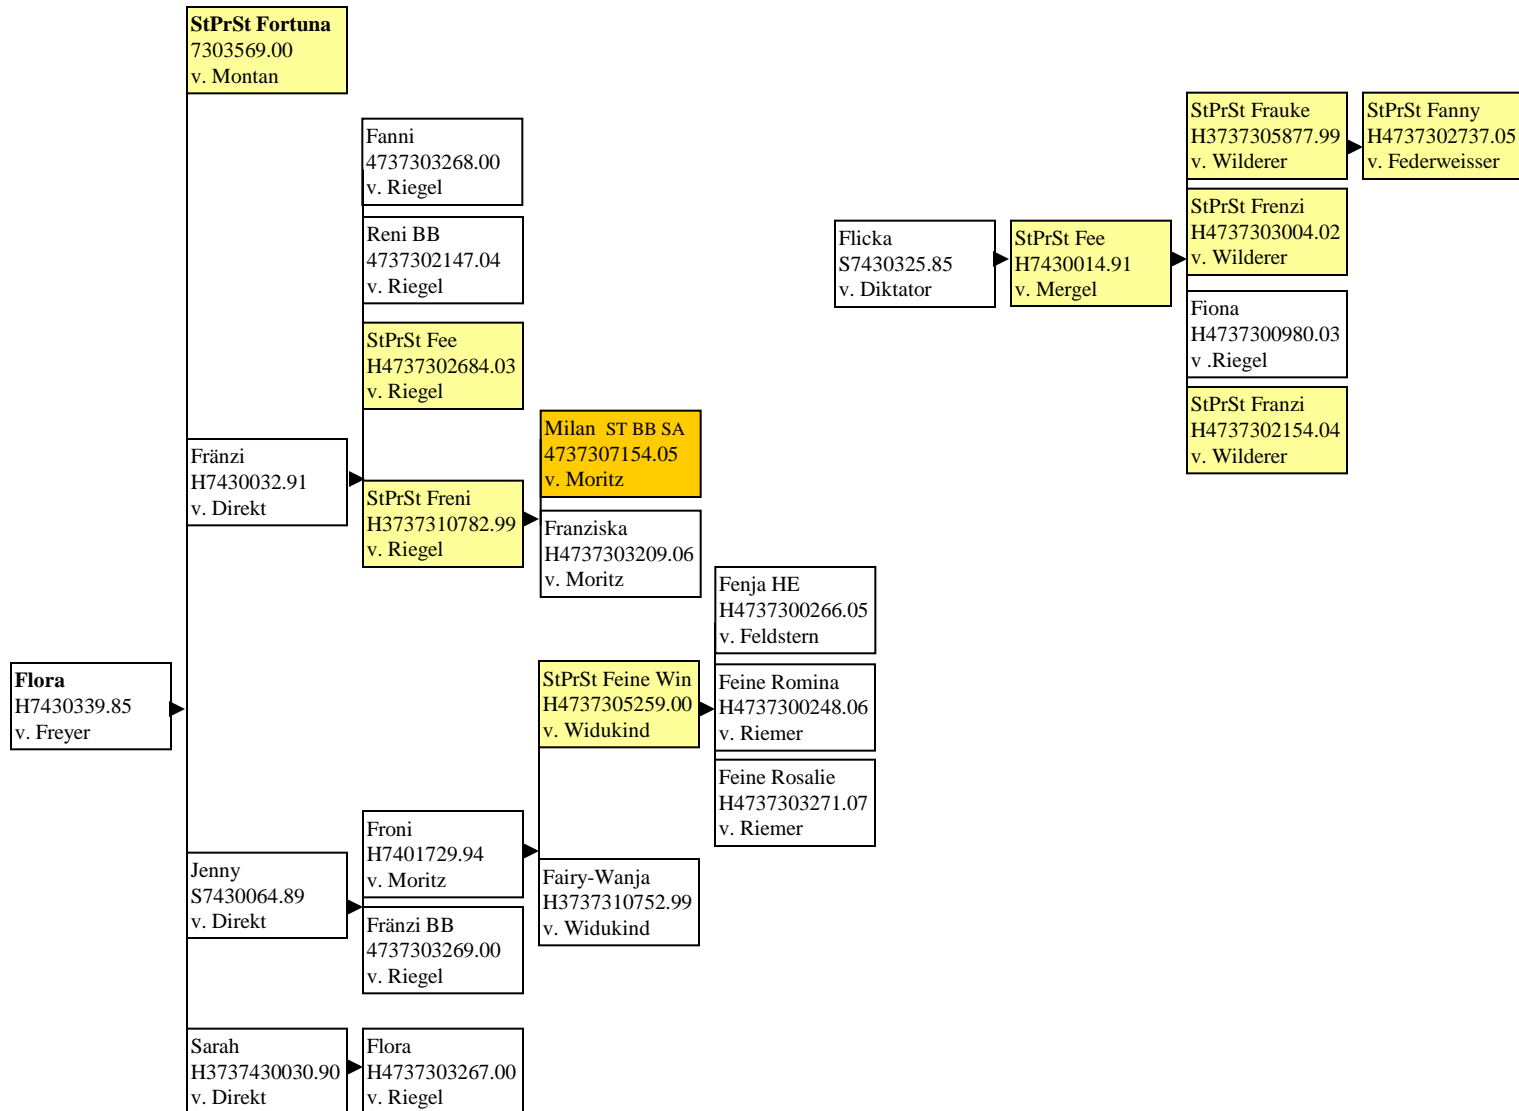 StPrSt Fortuna
7303569.00
v. Montan
Fanni
4737303268.00
v. Riegel
Reni BB
4737302147.04
v. Riegel
StPrSt Fee
H4737302684.03
v. Riegel
Fränzi
H7430032.91
v. Direkt
StPrSt Freni
H3737310782.99
v. Riegel
Milan ST BB SA
4737307154.05
v. Moritz
Franziska
H4737303209.06
v. Moritz
Flicka
S7430325.85
v. Diktator
StPrSt Fee
H7430014.91
v. Mergel
StPrSt Frauke
H3737305877.99
v. Wilderer
StPrSt Fanny
H4737302737.05
v. Federweisser
StPrSt Frenzi
H4737303004.02
v. Wilderer
Fiona
H4737300980.03
v .Riegel
StPrSt Franzi
H4737302154.04
v. Wilderer
Flora
H7430339.85
v. Freyer
Fenja HE
H4737300266.05
v. Feldstern
StPrSt Feine Win
H4737305259.00
v. Widukind
Feine Romina
H4737300248.06
v. Riemer
Feine Rosalie
H4737303271.07
v. Riemer
Jenny
S7430064.89
v. Direkt
Froni
H7401729.94
v. Moritz
Fränzi BB
4737303269.00
v. Riegel
Fairy-Wanja
H3737310752.99
v. Widukind
Sarah
H3737430030.90
v. Direkt
Flora
H4737303267.00
v. Riegel